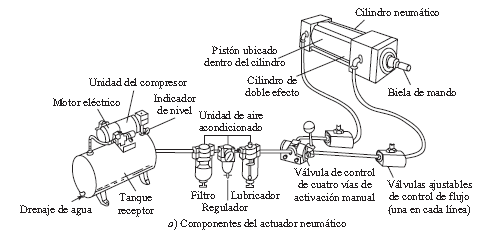 Cilindro neumático
Pistón ubicado
dentro del cilindro
Cilindro de
doble efecto
Biela de mando
Unidad del compresor
Motor eléctrico
Indicador
de nivel
Unidad de aire
acondicionado
Filtro
Regulador
Lubricador
Válvula de control
de cuatro vías de
activación manual
Válvulas ajustables
de control de flujo
(una en cada línea)
Tanque
receptor
Drenaje de agua
a) Componentes del actuador neumático